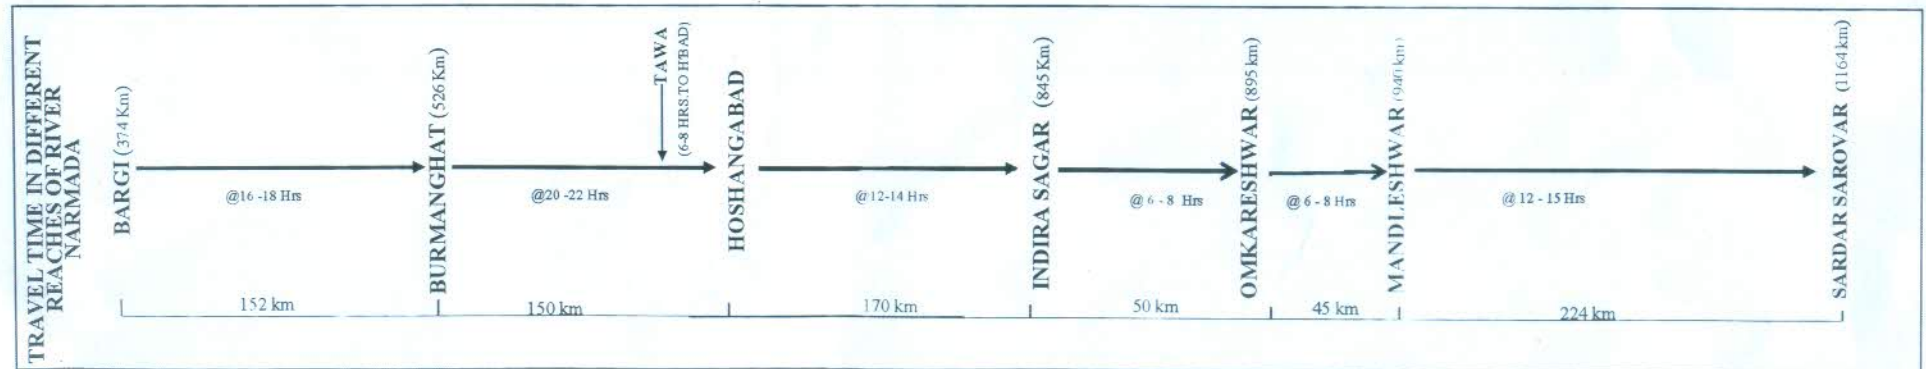 TRAVEL TIME IN DIFFERENT
REACHES OF RIVER
NARMADA
BARGI (374 Km)
@16 -18 Hrs
BURMANGHAT (526 Km)
@20 -22 Hrs
TAWA
(6-8 HRS.TO H'BAD)
HOSHANGABAD
@12-14 Hrs
INDIRA SAGAR (845 Km)
@ 6 - 8 Hrs
OMKARESHWAR (895 km)
@ 6 - 8 Hrs
MANDLESHWAR (940 km)
@ 12 - 15 Hrs
SARDAR SAROVAR (1164 km)
152 km
150 km
170 km
50 km
45 km
224 km